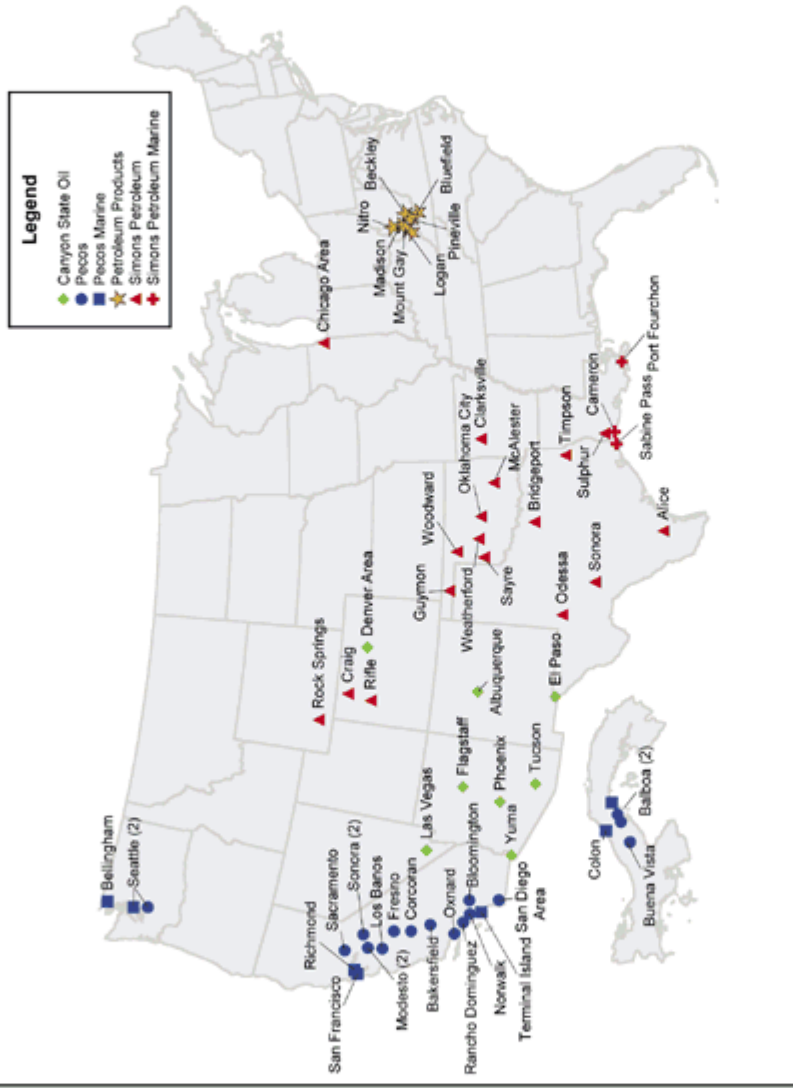 Legend
Canyon State Oil
Pecos
Pecos Marine
Petroleum Products
Simons Petroleum
Simons Petroleum Marine
Bellingham
Seattle (2)
Sacramento
Richmond
San Francisco
Sonora (2)
Modesto (2)
Los Banos
Fresno
Corcoran
Bakersfield
Oxnard
Rancho Dominguez
Bloomington
Norwalk
Terminal Island
San Diego
Area
Las Vegas
Flagstaff
Phoenix
Yuma
Tucson
Albuquerque
El Paso
Rock Springs
Craig
Rifle
Denver Area
Guymon
Woodward
Weatherford
Sayre
Oklahoma City
Clarksville
McAlester
Bridgeport
Odessa
Sonora
Alice
Timpson
Sulphur
Cameron
Sabine Pass
Port Fourchon
Chicago Area
Nitro
Beckley
Madison
Mount Gay
Logan
Pineville
Bluefield
Colon
Balboa (2)
Buena Vista